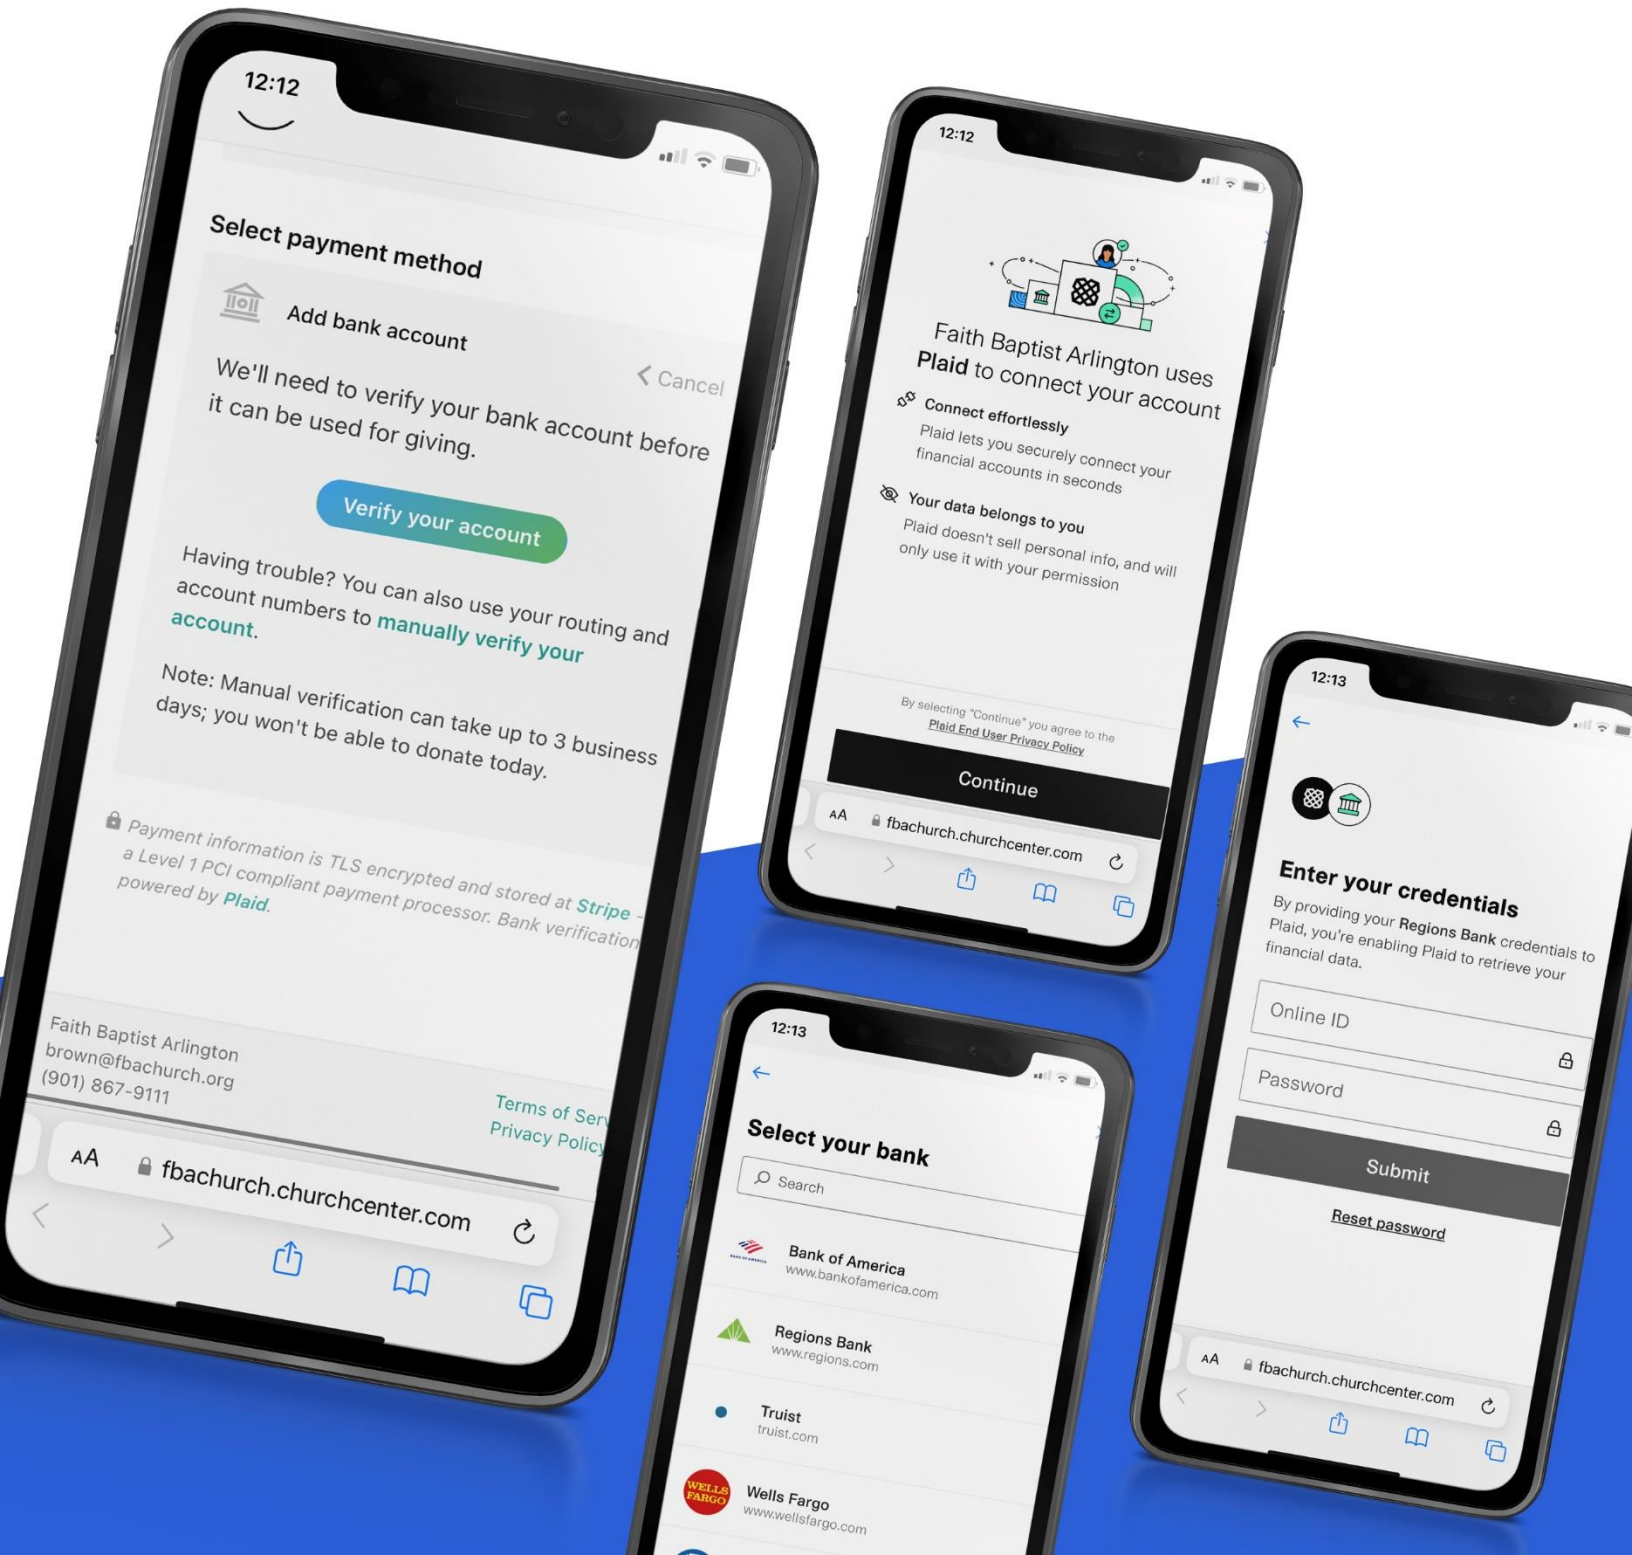 12:12
Select payment method
Add bank account
Cancel
We'll need to verify your bank account before
it can be used for giving.
Verify your account
Having trouble? You can also use your routing and
account numbers to manually verify your
account.
Note: Manual verification can take up to 3 business
days; you won't be able to donate today.
Payment information is TLS encrypted and stored at Stripe -
a Level 1 PCI compliant payment processor. Bank verification
powered by Plaid.
Faith Baptist Arlington
brown@fbachurch.org
(901) 867-9111
Terms of Serv
Privacy Policy
AA
fbachurch.churchcenter.com
12:12
Faith Baptist Arlington uses
Plaid to connect your account
Connect effortlessly
Plaid lets you securely connect your
financial accounts in seconds
Your data belongs to you
Plaid doesn't sell personal info, and will
only use it with your permission
By selecting "Continue" you agree to the
Plaid End User Privacy Policy
Continue
AA
fbachurch.churchcenter.com
12:13
Select your bank
Search
BANK OF AMERICA
Bank of America
www.bankofamerica.com
Regions Bank
www.regions.com
Truist
truist.com
WELLS
FARGO
Wells Fargo
www.wellsfargo.com
12:13
Enter your credentials
By providing your Regions Bank credentials to
Plaid, you're enabling Plaid to retrieve your
financial data.
Online ID
Password
Submit
Reset password
AA
fbachurch.churchcenter.com